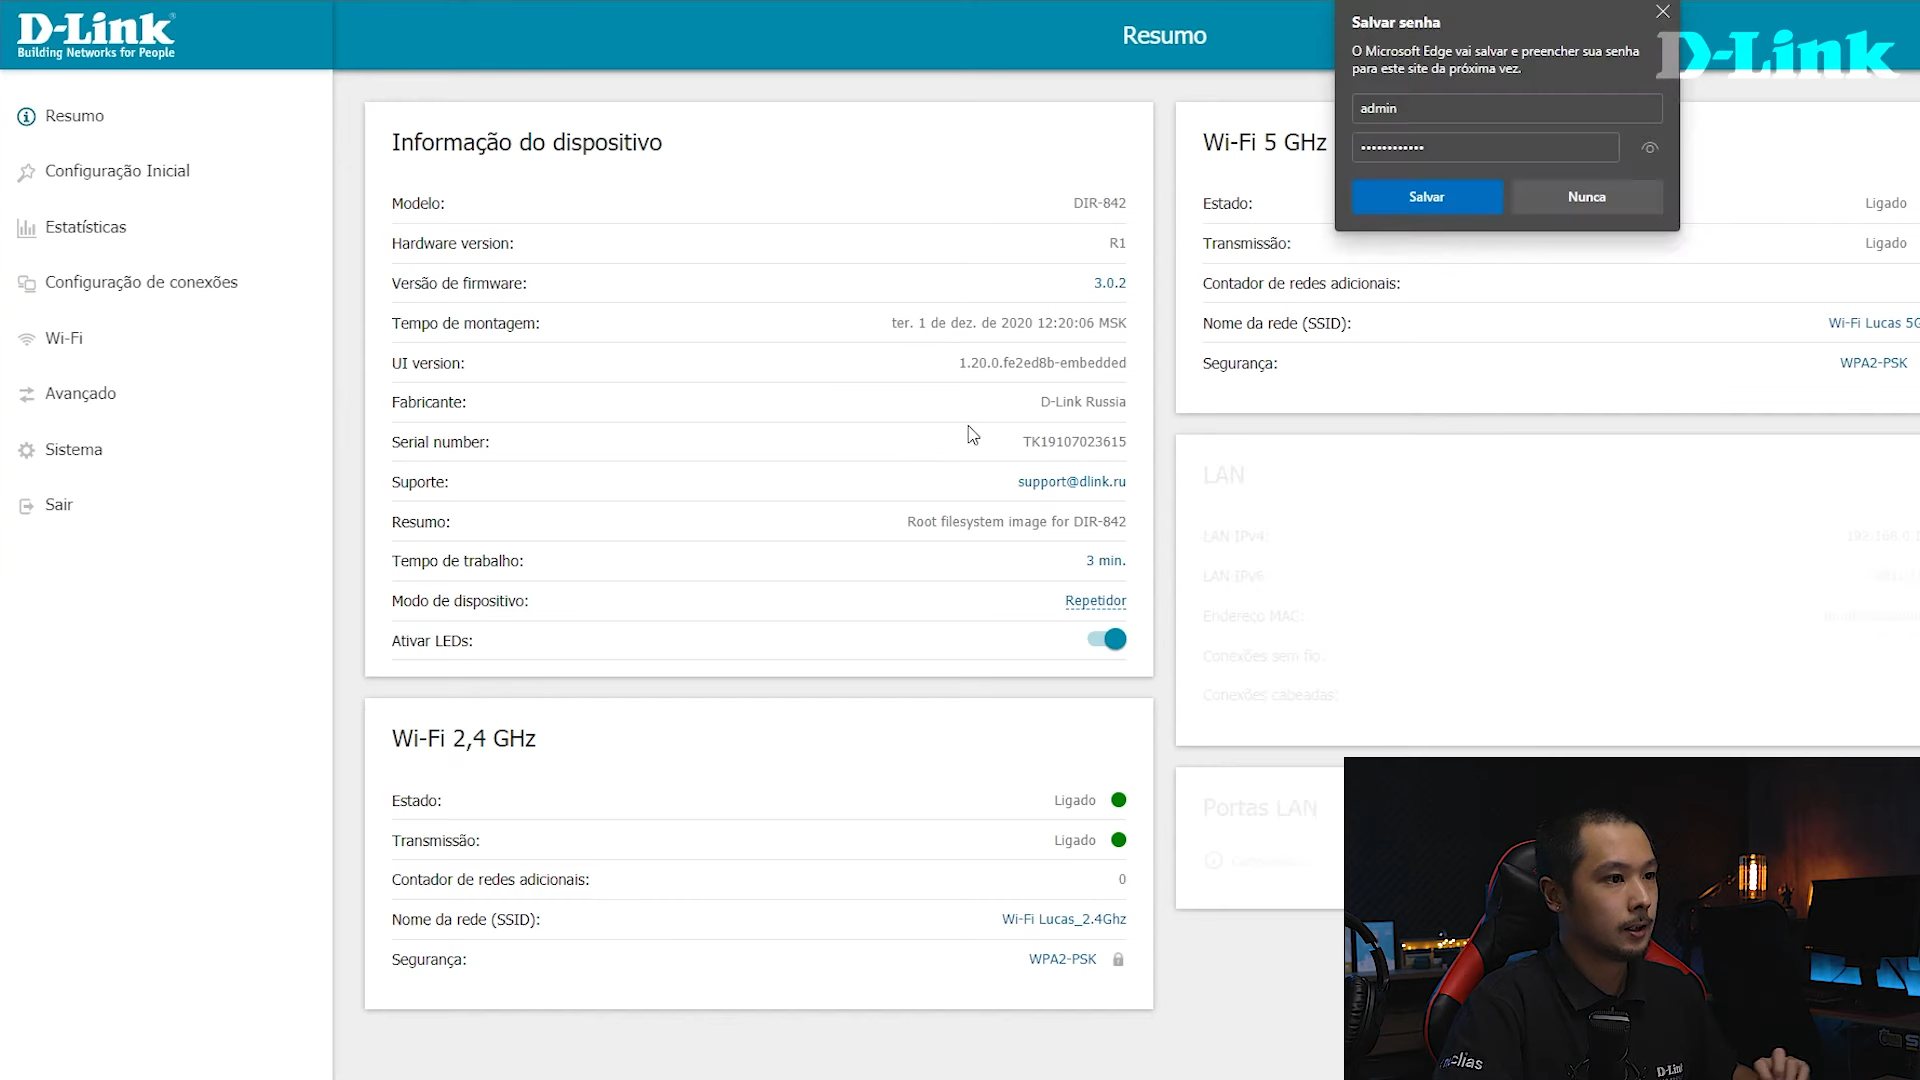 D-Link
Building Networks for People
Resumo
Configuração Inicial
Estatísticas
Configuração de conexões
Wi-Fi
Avançado
Sistema
Sair
Resumo
Informação do dispositivo
Modelo: DIR-842
Hardware version: R1
Versão de firmware: 3.0.2
Tempo de montagem: ter. 1 de dez. de 2020 12:20:06 MSK
UI version: 1.20.0.fe2ed8b-embedded
Fabricante: D-Link Russia
Serial number: TK19107023615
Suporte: support@dlink.ru
Resumo: Root filesystem image for DIR-842
Tempo de trabalho: 3 min.
Modo de dispositivo: Repetidor
Ativar LEDs:
Wi-Fi 2,4 GHz
Estado: Ligado
Transmissão: Ligado
Contador de redes adicionais: 0
Nome da rede (SSID): Wi-Fi Lucas_2.4Ghz
Segurança: WPA2-PSK
Wi-Fi 5 GHz
Estado: Ligado
Transmissão: Ligado
Contador de redes adicionais:
Nome da rede (SSID): Wi-Fi Lucas 5G
Segurança: WPA2-PSK
LAN
LAN IPv4: 192.168.0.1
LAN IPv6:
Endereço MAC:
Conexões sem fio:
Conexões cabeadas:
Portas LAN
Salvar senha
O Microsoft Edge vai salvar e preencher sua senha
para este site da próxima vez.
admin
••••••••••••
Salvar
Nunca
D-Link
D-Link